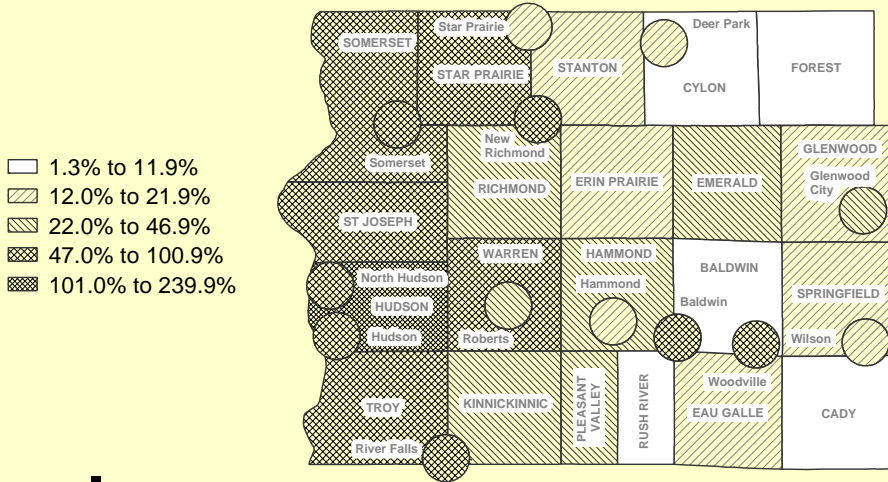 1.3% to 11.9%
12.0% to 21.9%
22.0% to 46.9%
47.0% to 100.9%
101.0% to 239.9%
SOMERSET
Star Prairie
STAR PRAIRIE
STANTON
Deer Park
CYLON
FOREST
Somerset
New
Richmond
RICHMOND
ERIN PRAIRIE
EMERALD
GLENWOOD
Glenwood
City
ST JOSEPH
North Hudson
HUDSON
Hudson
WARREN
Roberts
HAMMOND
Hammond
BALDWIN
Baldwin
SPRINGFIELD
Wilson
TROY
River Falls
KINNICKINNIC
PLEASANT
VALLEY
RUSH RIVER
Woodville
EAU GALLE
CADY